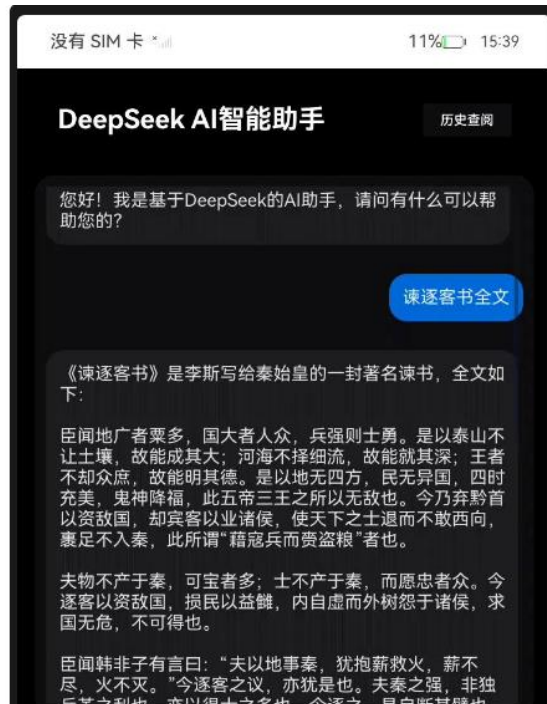 没有 SIM 卡
11% 15:39
DeepSeek AI智能助手
历史查阅
您好！我是基于DeepSeek的AI助手，请问有什么可以帮
助您的？
谏逐客书全文
《谏逐客书》是李斯写给秦始皇的一封著名谏书，全文如
下：
臣闻地广者粟多，国大者人众，兵强则士勇。是以泰山不
让土壤，故能成其大；河海不择细流，故能就其深；王者
不却众庶，故能明其德。是以地无四方，民无异国，四时
充美，鬼神降福，此五帝三王之所以无敌也。今乃弃黔首
以资敌国，却宾客以业诸侯，使天下之士退而不敢西向，
裹足不入秦，此所谓“藉寇兵而赍盗粮”者也。
夫物不产于秦，可宝者多；士不产于秦，而愿忠者众。今
逐客以资敌国，损民以益雠，内自虚而外树怨于诸侯，求
国无危，不可得也。
臣闻韩非子有言曰：“夫以地事秦，犹抱薪救火，薪不
尽，火不灭。”今逐客之议，亦犹是也。夫秦之强，非独